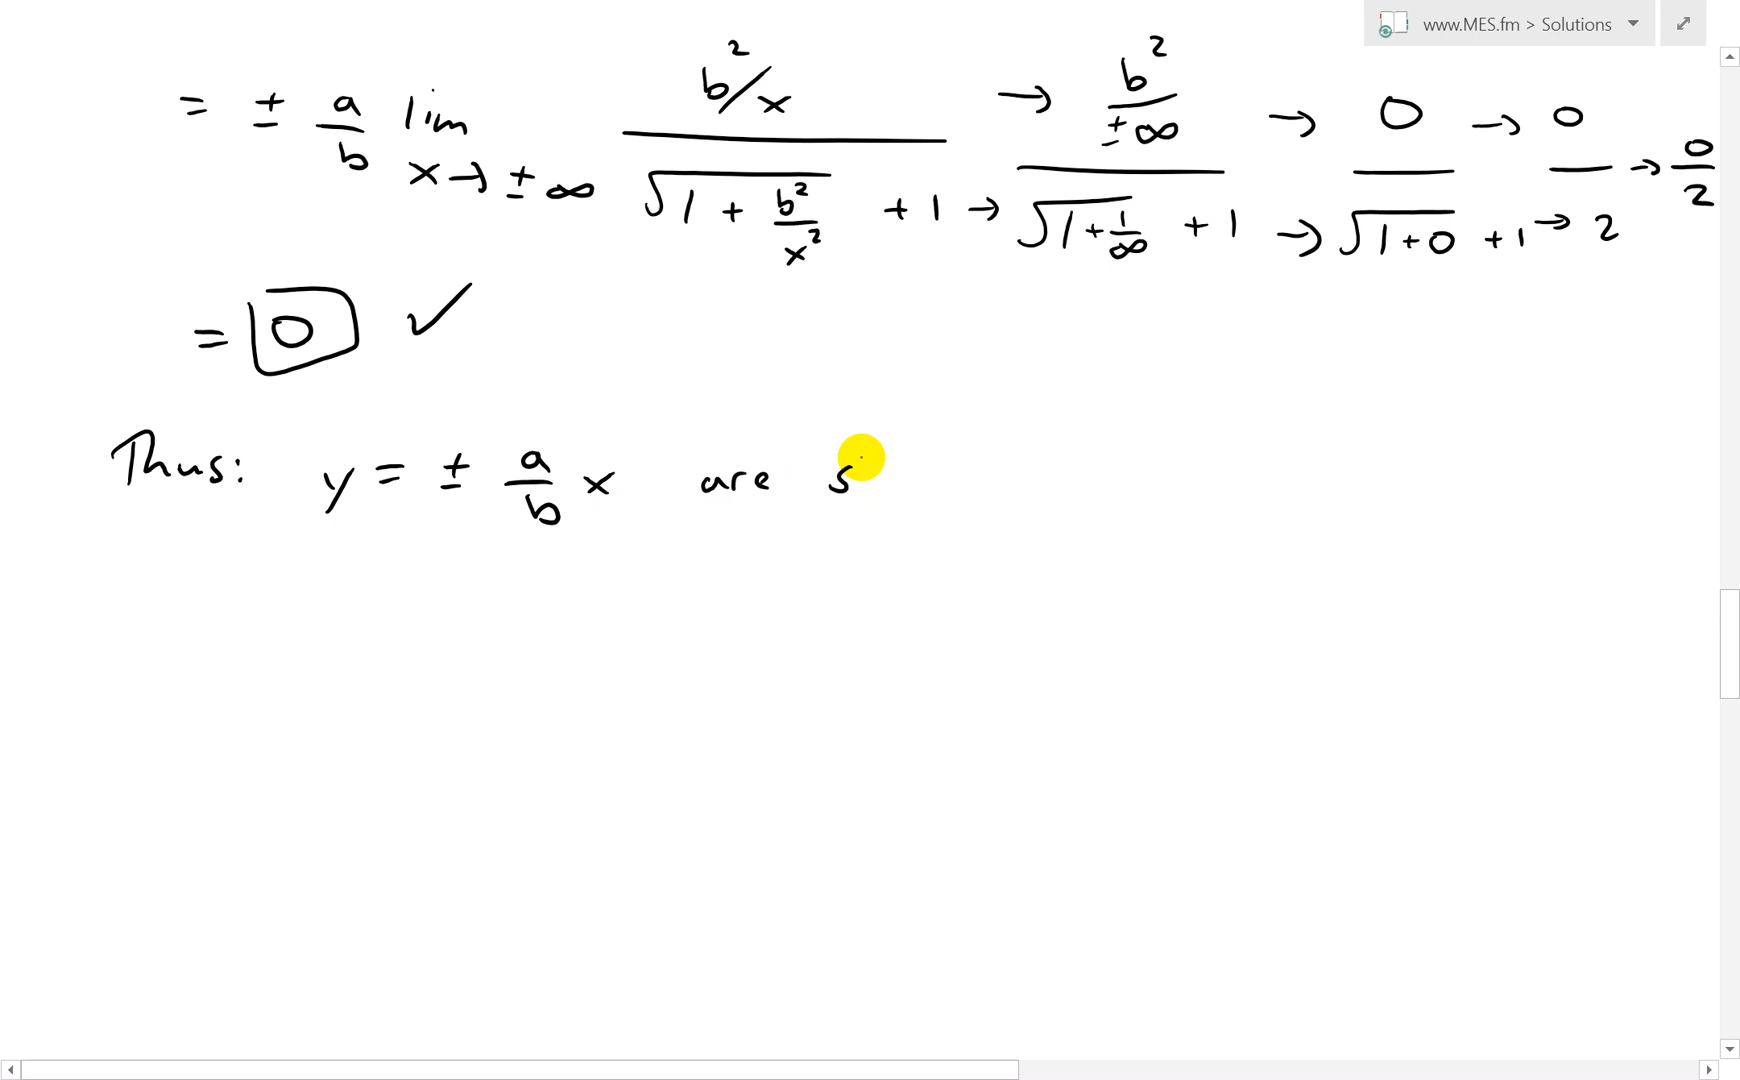 www.MES.fm > Solutions
= ± a/b lim x→±∞ (b²/x)/(√(1 + b²/x²) + 1) → (b²/±∞)/(√(1+1/∞) + 1) → 0/(√(1+0) + 1) → 0/2 → 0/2
= 0 ✓
Thus: y = ± a/b x are s